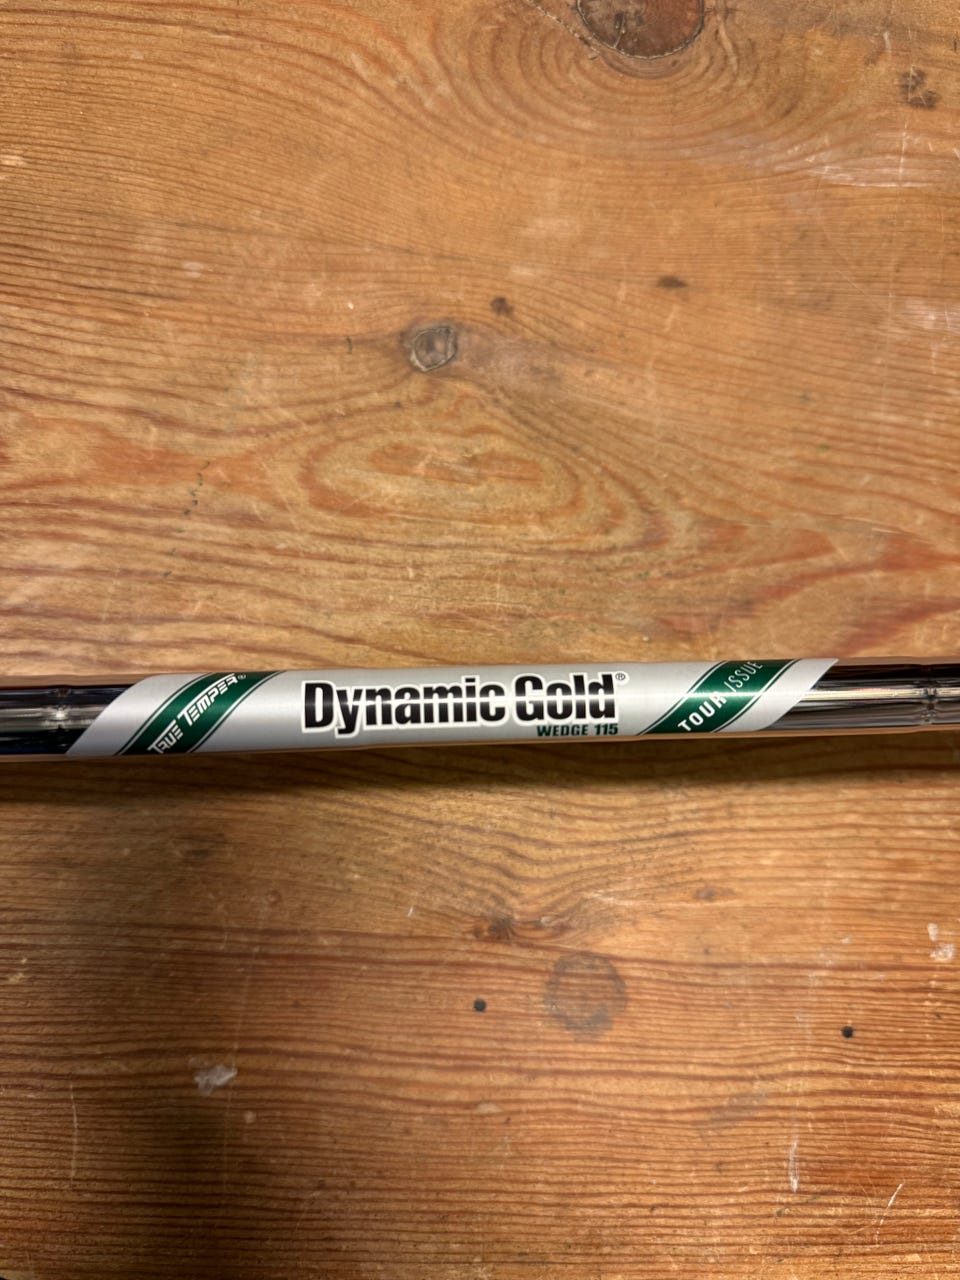 TRUE TEMPER®
Dynamic Gold®
WEDGE 115
TOUR ISSUE